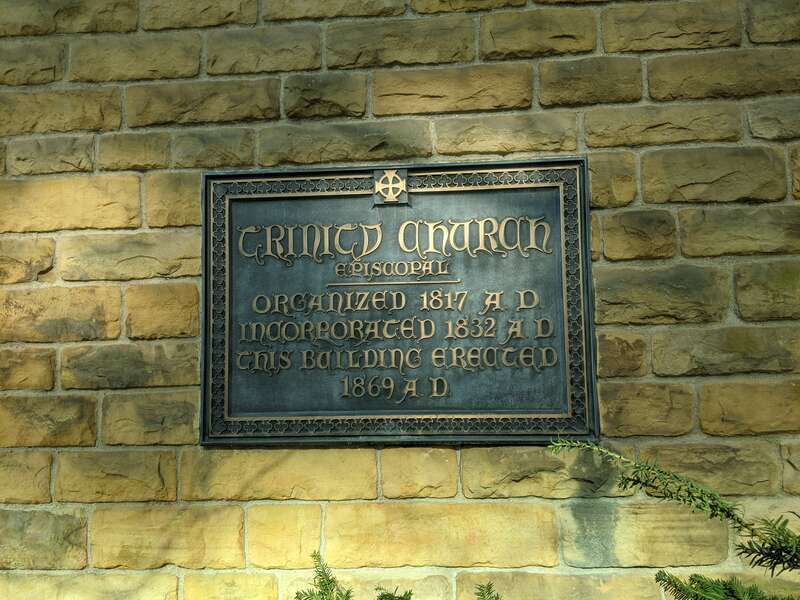 TRINITY CHURCH
EPISCOPAL
ORGANIZED 1817 A.D.
INCORPORATED 1832 A.D.
THIS BUILDING ERECTED
1869 A.D.